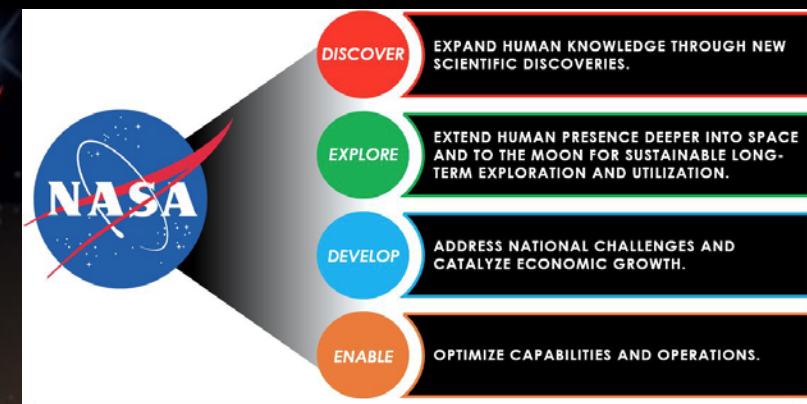 NASA
DISCOVER
EXPAND HUMAN KNOWLEDGE THROUGH NEW
SCIENTIFIC DISCOVERIES.
EXPLORE
EXTEND HUMAN PRESENCE DEEPER INTO SPACE
AND TO THE MOON FOR SUSTAINABLE LONG-
TERM EXPLORATION AND UTILIZATION.
DEVELOP
ADDRESS NATIONAL CHALLENGES AND
CATALYZE ECONOMIC GROWTH.
ENABLE
OPTIMIZE CAPABILITIES AND OPERATIONS.